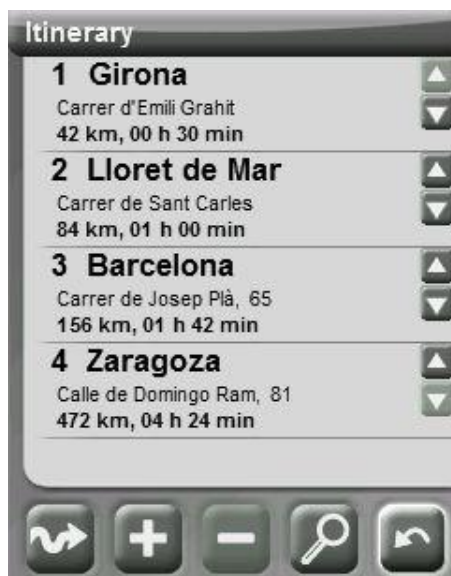 Itinerary
1 Girona
Carrer d'Emili Grahit
42 km, 00 h 30 min
2 Lloret de Mar
Carrer de Sant Carles
84 km, 01 h 00 min
3 Barcelona
Carrer de Josep Plà, 65
156 km, 01 h 42 min
4 Zaragoza
Calle de Domingo Ram, 81
472 km, 04 h 24 min